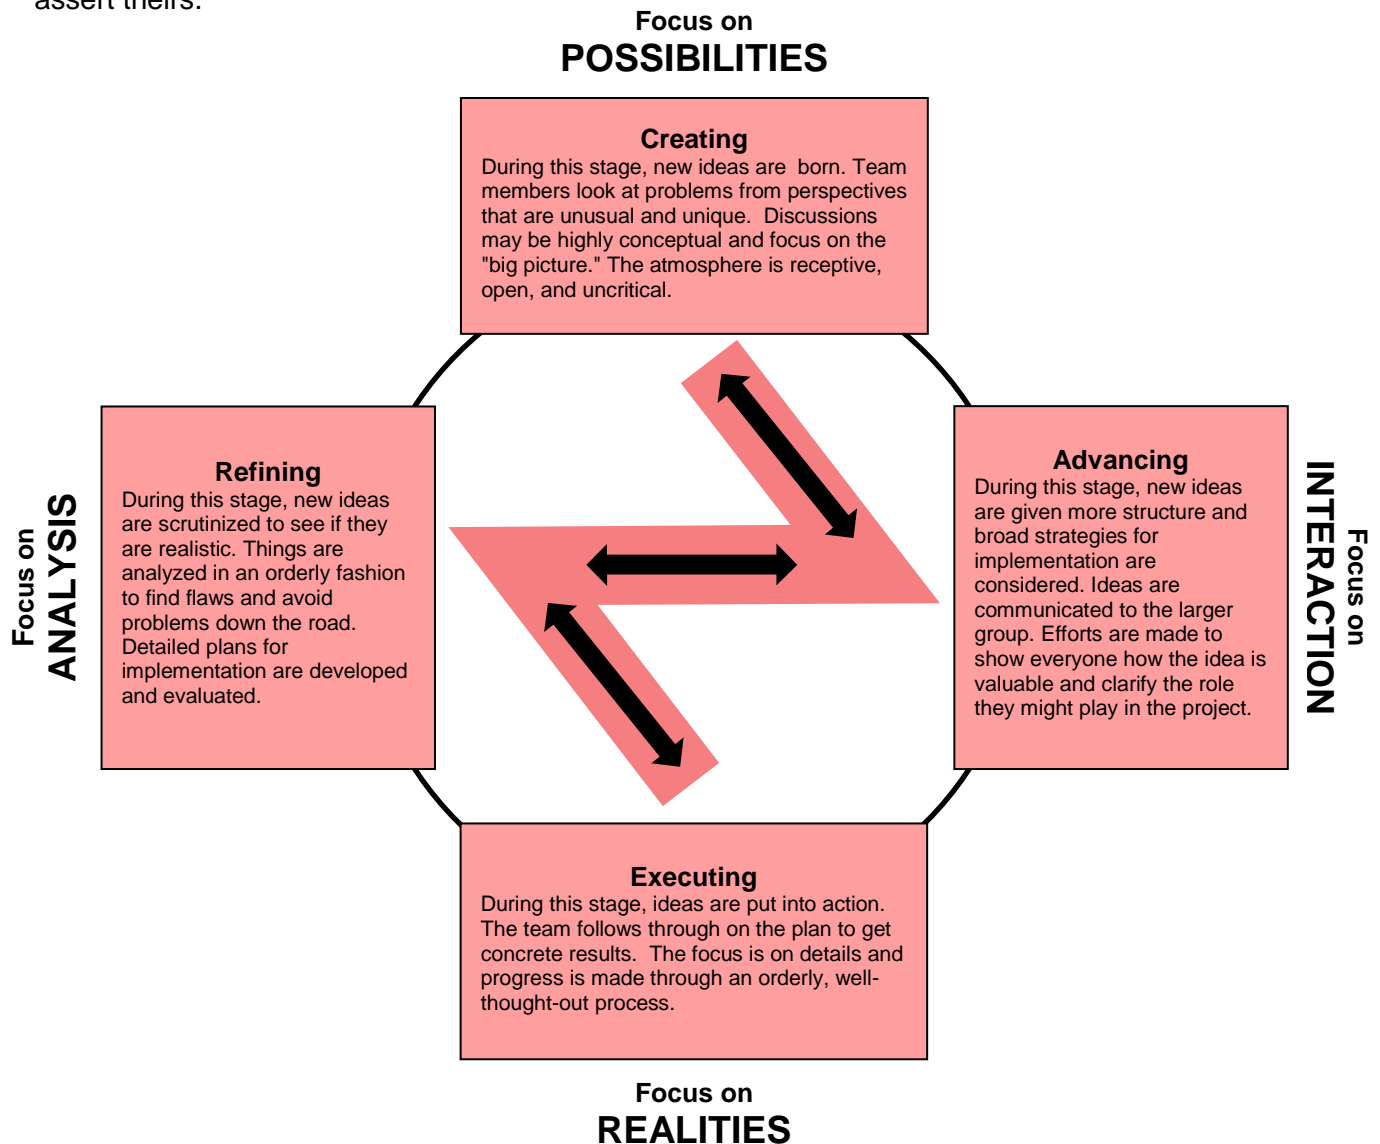 assert theirs.
Focus on
POSSIBILITIES
Creating
During this stage, new ideas are  born. Team
members look at problems from perspectives
that are unusual and unique.  Discussions
may be highly conceptual and focus on the
"big picture." The atmosphere is receptive,
open, and uncritical.
Focus on
ANALYSIS
Refining
During this stage, new ideas
are scrutinized to see if they
are realistic. Things are
analyzed in an orderly fashion
to find flaws and avoid
problems down the road.
Detailed plans for
implementation are developed
and evaluated.
Advancing
During this stage, new ideas
are given more structure and
broad strategies for
implementation are
considered. Ideas are
communicated to the larger
group. Efforts are made to
show everyone how the idea is
valuable and clarify the role
they might play in the project.
Focus on
INTERACTION
Executing
During this stage, ideas are put into action.
The team follows through on the plan to get
concrete results.  The focus is on details and
progress is made through an orderly, well-
thought-out process.
Focus on
REALITIES